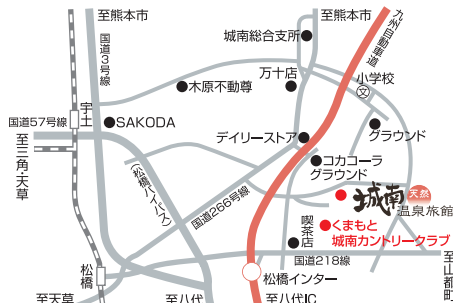 至熊本市
至熊本市
九州自動車道
国道3号線
城南総合支所
万十店
小学校
文
木原不動尊
国道57号線
宇土
SAKODA
グラウンド
デイリーストア
至三角・天草
コカコーラ
グラウンド
(松橋バイパス)
国道266号線
城南
天然
温泉旅館
喫茶店
くまもと
城南カントリークラブ
国道218線
至山都町
松橋
松橋インター
至天草
至八代
至八代IC